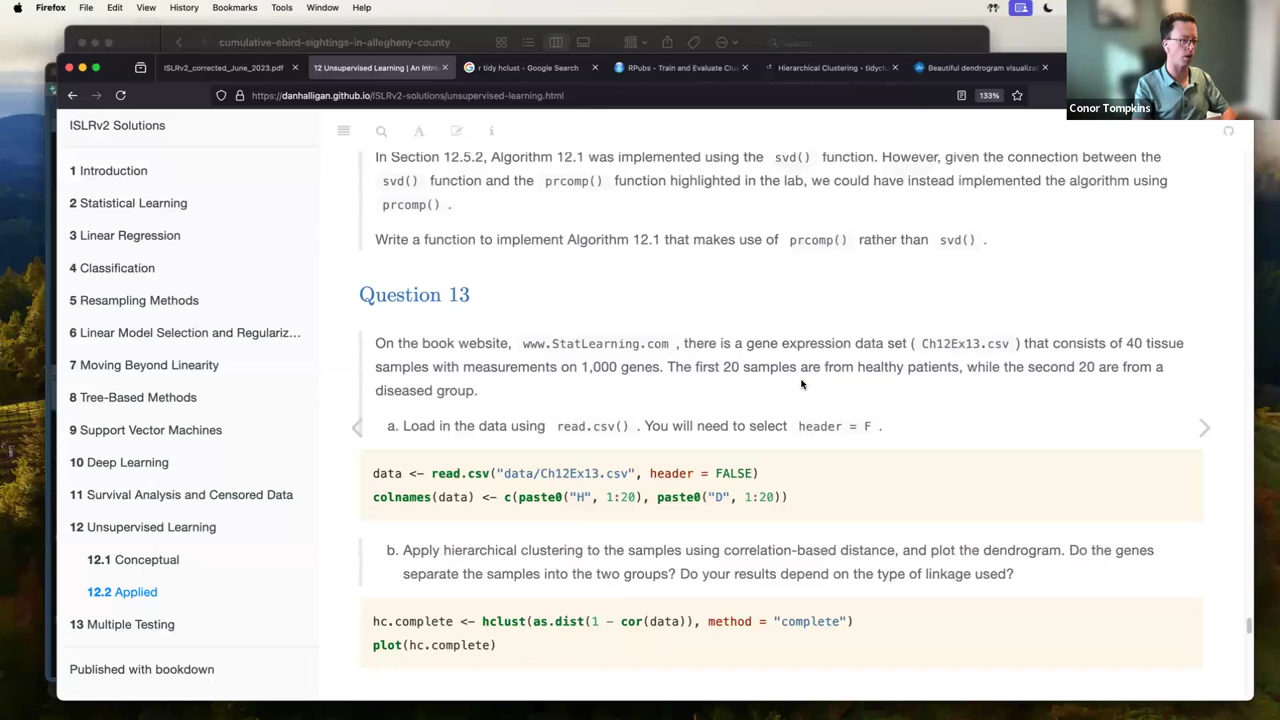 Firefox File Edit View History Bookmarks Tools Window Help
cumulative-ebird-sightings-in-allegheny-county
Search
ISLRv2_corrected_June_2023.pdf
12 Unsupervised Learning | An Intro
r tidy hclust - Google Search
RPubs - Train and Evaluate Clu
Hierarchical Clustering • tidyclu
Beautiful dendrogram visualizat
https://danhalligan.github.io/ISLRv2-solutions/unsupervised-learning.html
133%
Conor Tompkins
ISLRv2 Solutions
1 Introduction
2 Statistical Learning
3 Linear Regression
4 Classification
5 Resampling Methods
6 Linear Model Selection and Regulariz…
7 Moving Beyond Linearity
8 Tree-Based Methods
9 Support Vector Machines
10 Deep Learning
11 Survival Analysis and Censored Data
12 Unsupervised Learning
12.1 Conceptual
12.2 Applied
13 Multiple Testing
Published with bookdown
In Section 12.5.2, Algorithm 12.1 was implemented using the svd() function. However, given the connection between the
svd() function and the prcomp() function highlighted in the lab, we could have instead implemented the algorithm using
prcomp() .
Write a function to implement Algorithm 12.1 that makes use of prcomp() rather than svd() .
Question 13
On the book website, www.StatLearning.com , there is a gene expression data set ( Ch12Ex13.csv ) that consists of 40 tissue
samples with measurements on 1,000 genes. The first 20 samples are from healthy patients, while the second 20 are from a
diseased group.
a. Load in the data using read.csv() . You will need to select header = F .
data <- read.csv("data/Ch12Ex13.csv", header = FALSE)
colnames(data) <- c(paste0("H", 1:20), paste0("D", 1:20))
b. Apply hierarchical clustering to the samples using correlation-based distance, and plot the dendrogram. Do the genes
separate the samples into the two groups? Do your results depend on the type of linkage used?
hc.complete <- hclust(as.dist(1 - cor(data)), method = "complete")
plot(hc.complete)